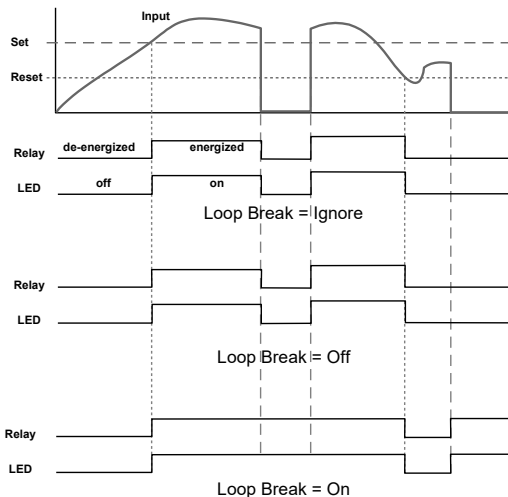 Input
Set
Reset
Relay de-energized energized
LED off on
Loop Break = Ignore
Relay
LED
Loop Break = Off
Relay
LED
Loop Break = On